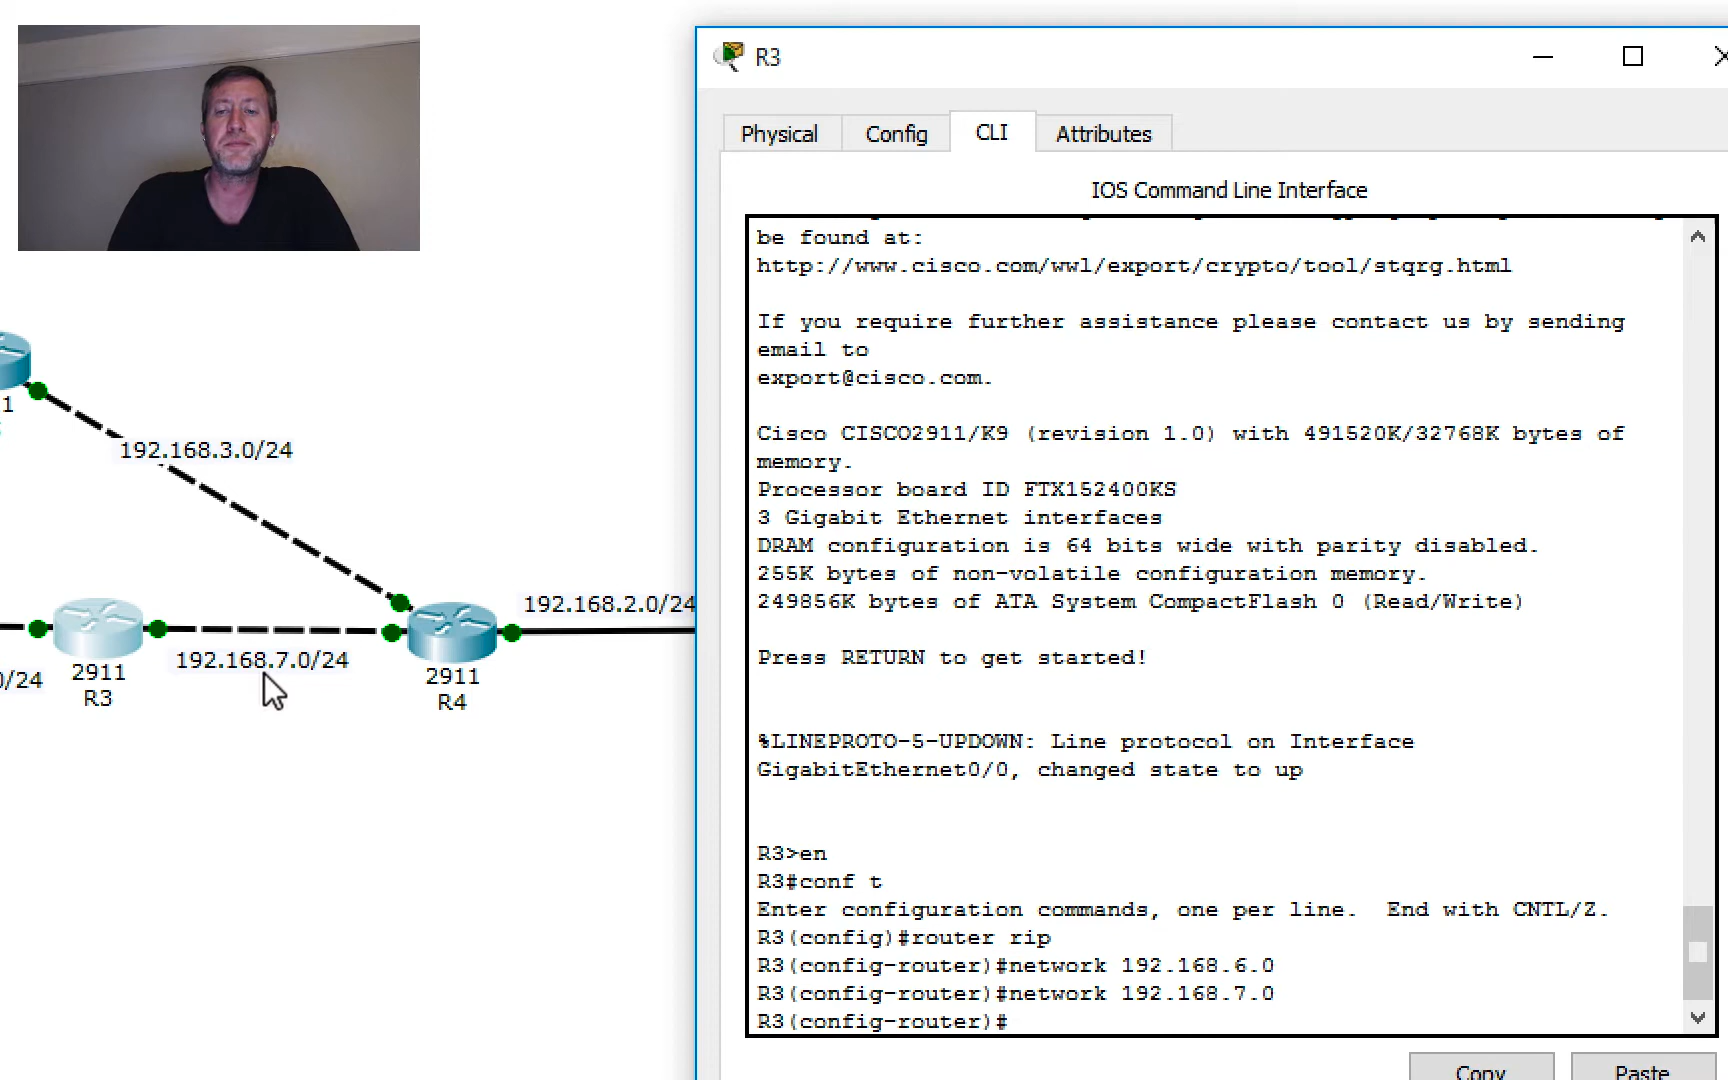 R3
Physical
Config
CLI
Attributes
IOS Command Line Interface
be found at:
http://www.cisco.com/wwl/export/crypto/tool/stqrg.html
If you require further assistance please contact us by sending
email to
export@cisco.com.
Cisco CISCO2911/K9 (revision 1.0) with 491520K/32768K bytes of
memory.
Processor board ID FTX152400KS
3 Gigabit Ethernet interfaces
DRAM configuration is 64 bits wide with parity disabled.
255K bytes of non-volatile configuration memory.
249856K bytes of ATA System CompactFlash 0 (Read/Write)
Press RETURN to get started!
%LINEPROTO-5-UPDOWN: Line protocol on Interface
GigabitEthernet0/0, changed state to up
R3>en
R3#conf t
Enter configuration commands, one per line.  End with CNTL/Z.
R3(config)#router rip
R3(config-router)#network 192.168.6.0
R3(config-router)#network 192.168.7.0
R3(config-router)#
Copy
Paste
1
192.168.3.0/24
192.168.2.0/24
192.168.7.0/24
0/24
2911
R3
2911
R4